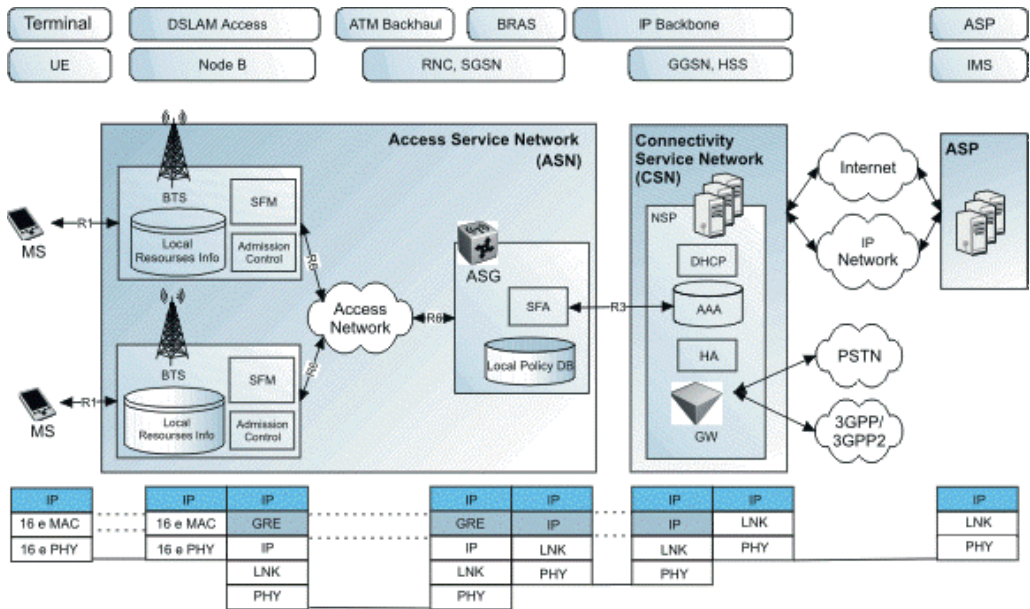 Terminal
DSLAM Access
ATM Backhaul
BRAS
IP Backbone
ASP
UE
Node B
RNC, SGSN
GGSN, HSS
IMS
Access Service Network
(ASN)
Connectivity
Service Network
(CSN)
ASP
BTS
SFM
Local
Resourses Info
Admission
Control
MS
R1
R6
Access
Network
R6
R6
ASG
SFA
Local Policy DB
R3
NSP
DHCP
AAA
HA
GW
Internet
IP
Network
PSTN
3GPP/
3GPP2
BTS
SFM
Local
Resourses Info
Admission
Control
MS
R1
IP
IP
IP
IP
IP
IP
IP
IP
16 e MAC
16 e MAC
GRE
GRE
IP
IP
LNK
LNK
16 e PHY
16 e PHY
IP
IP
LNK
LNK
PHY
PHY
LNK
LNK
PHY
PHY
PHY
PHY